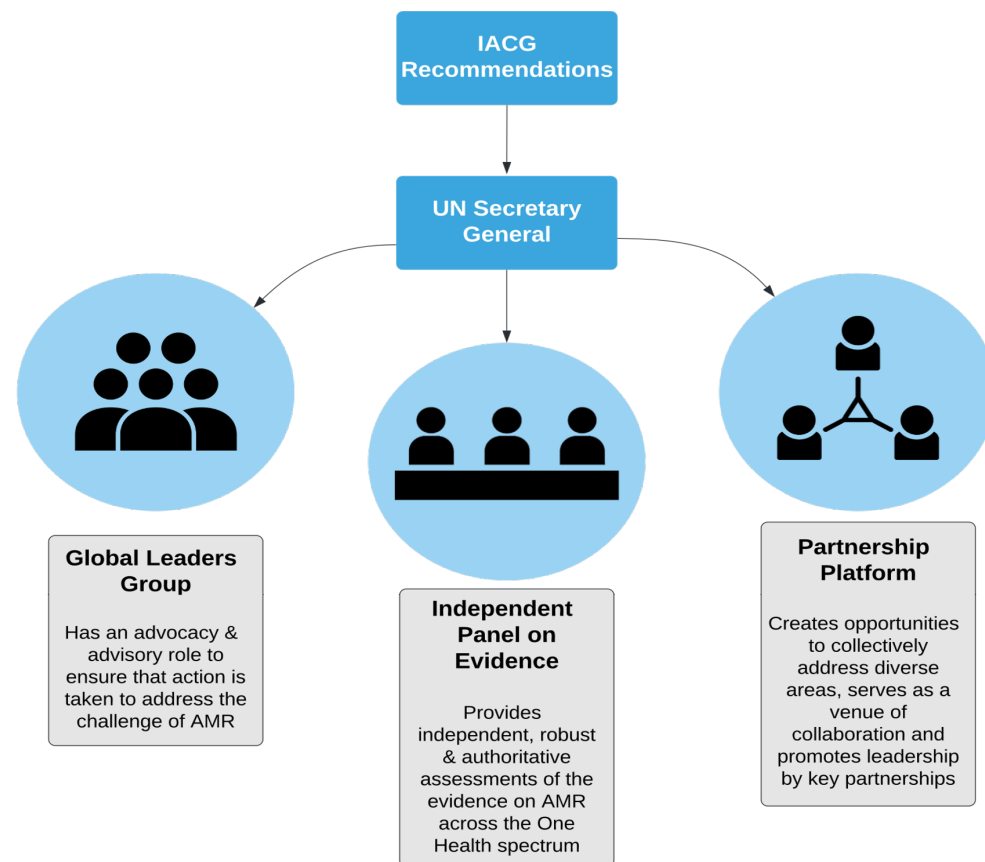 IACG
Recommendations
UN Secretary
General
Global Leaders
Group
Has an advocacy &
advisory role to
ensure that action is
taken to address the
challenge of AMR
Independent
Panel on
Evidence
Provides
independent, robust
& authoritative
assessments of the
evidence on AMR
across the One
Health spectrum
Partnership
Platform
Creates opportunities
to collectively
address diverse
areas, serves as a
venue of
collaboration and
promotes leadership
by key partnerships